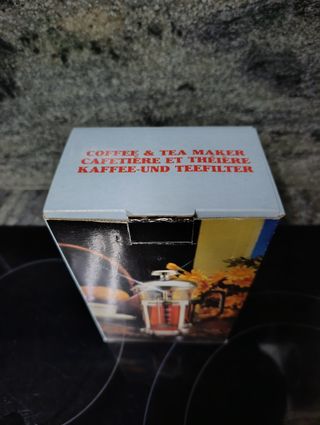 COFFEE & TEA MAKER
CAFETIÈRE ET THÉIÈRE
KAFFEE-UND TEEFILTER